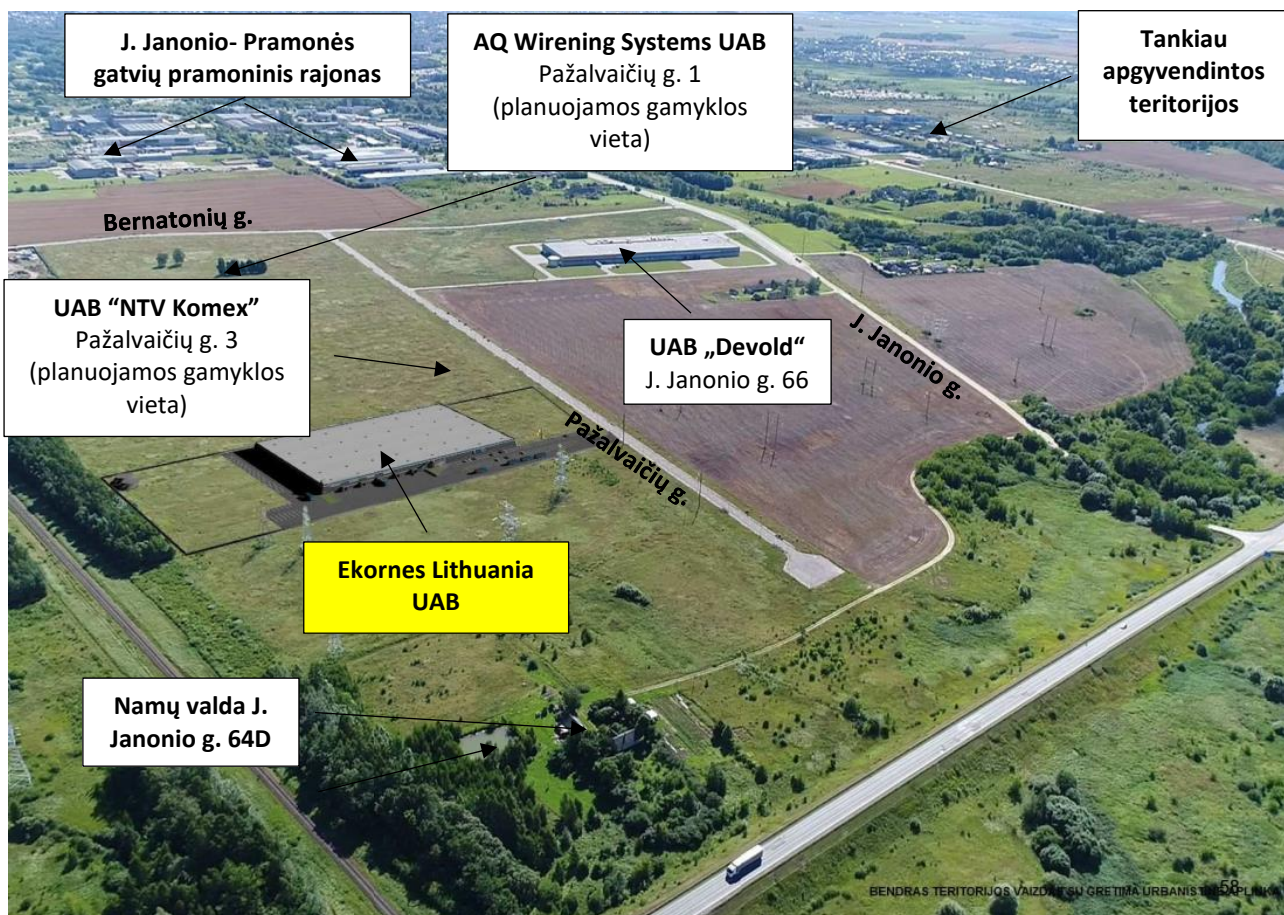 J. Janonio- Pramonės
gatvių pramoninis rajonas
AQ Wirening Systems UAB
Pažalvaičių g. 1
(planuojamos gamyklos
vieta)
Tankiau
apgyvendintos
teritorijos
Bernatonių g.
UAB "NTV Komex"
Pažalvaičių g. 3
(planuojamos gamyklos
vieta)
UAB „Devold“
J. Janonio g. 66
J. Janonio g.
Pažalvaičių g.
Ekornes Lithuania
UAB
Namų valda J.
Janonio g. 64D
BENDRAS TERITORIJOS VAIZDAS SU GRETIMA URBANISTINE APLINKA
58